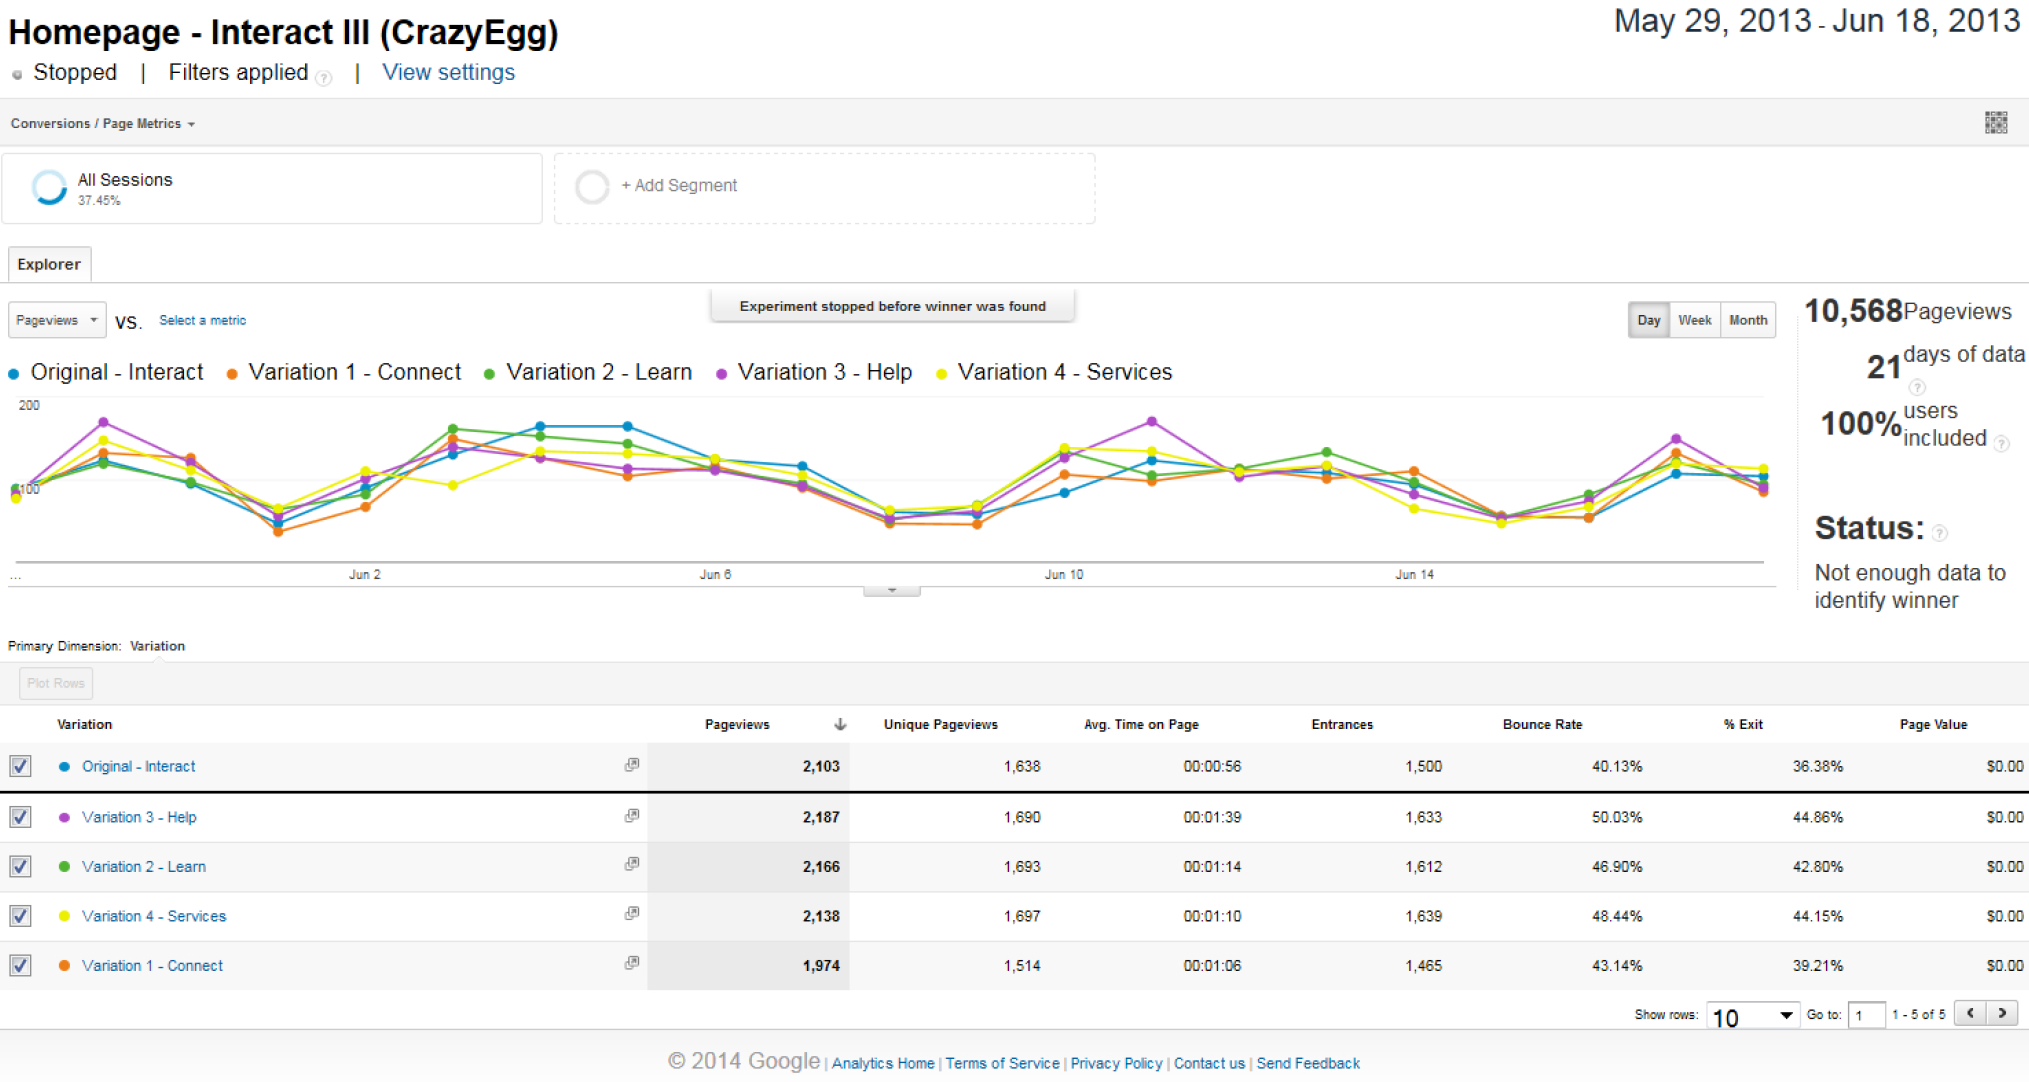 Homepage - Interact III (CrazyEgg)
May 29, 2013 - Jun 18, 2013
Stopped | Filters applied ? | View settings
Conversions / Page Metrics
All Sessions
37.45%
+ Add Segment
Explorer
Experiment stopped before winner was found
Pageviews VS. Select a metric
Day Week Month
10,568 Pageviews
21 days of data ?
100% users included ?
Original - Interact Variation 1 - Connect Variation 2 - Learn Variation 3 - Help Variation 4 - Services
200
100
... Jun 2 Jun 6 Jun 10 Jun 14
Status: ?
Not enough data to
identify winner
Primary Dimension: Variation
Plot Rows
Variation Pageviews Unique Pageviews Avg. Time on Page Entrances Bounce Rate % Exit Page Value
Original - Interact 2,103 1,638 00:00:56 1,500 40.13% 36.38% $0.00
Variation 3 - Help 2,187 1,690 00:01:39 1,633 50.03% 44.86% $0.00
Variation 2 - Learn 2,166 1,693 00:01:14 1,612 46.90% 42.80% $0.00
Variation 4 - Services 2,138 1,697 00:01:10 1,639 48.44% 44.15% $0.00
Variation 1 - Connect 1,974 1,514 00:01:06 1,465 43.14% 39.21% $0.00
Show rows: 10 Go to: 1 1 - 5 of 5
© 2014 Google | Analytics Home | Terms of Service | Privacy Policy | Contact us | Send Feedback